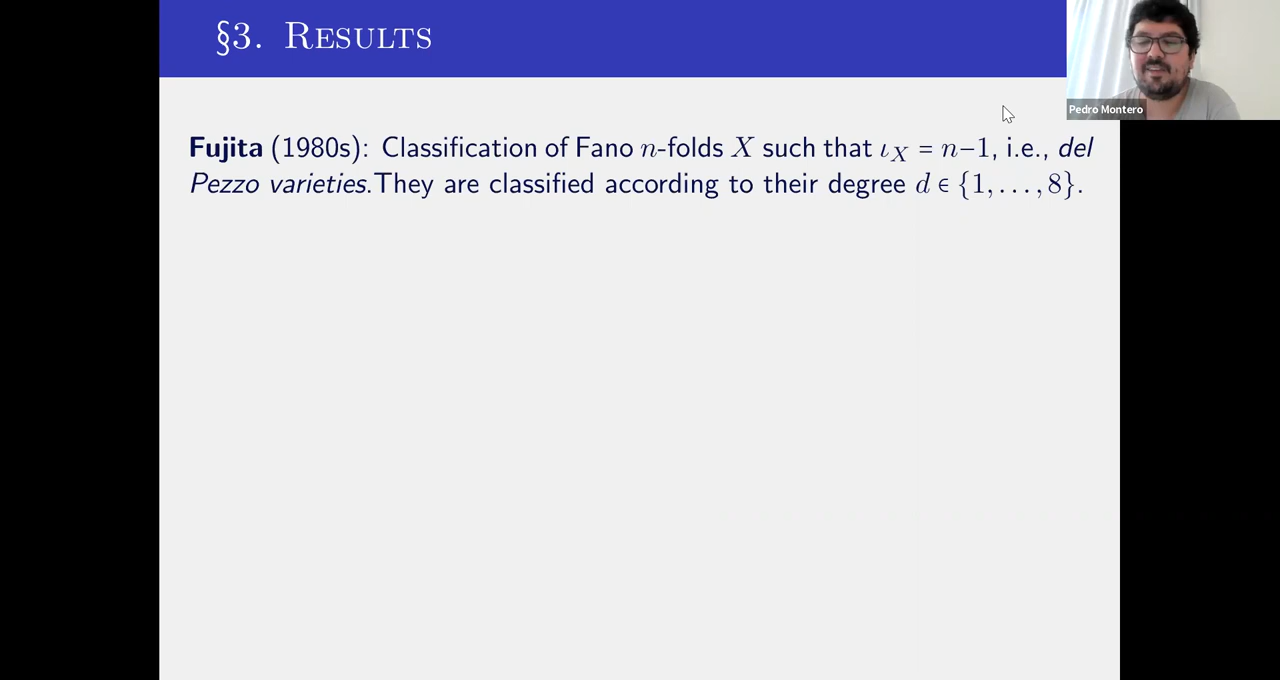 §3. RESULTS
Pedro Montero
Fujita (1980s): Classification of Fano n-folds X such that ι_X = n−1, i.e., del
Pezzo varieties.They are classified according to their degree d ∈ {1, . . . , 8}.